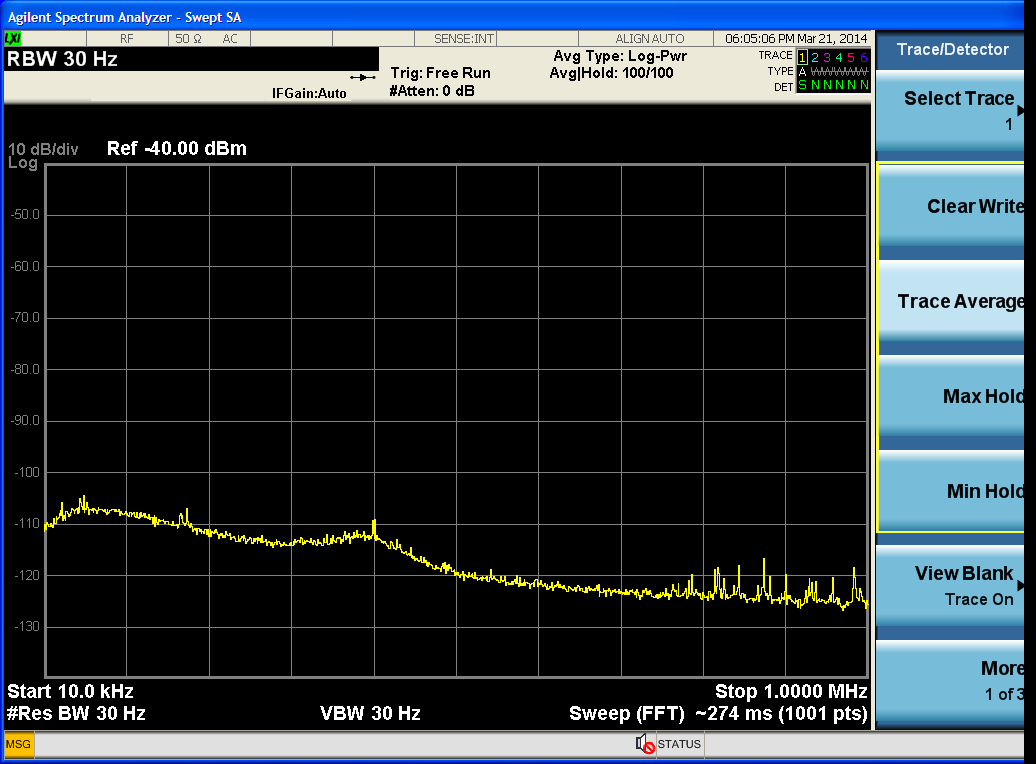 Agilent Spectrum Analyzer - Swept SA
LXI RF 50 Ω AC SENSE:INT ALIGN AUTO 06:05:06 PM Mar 21, 2014
RBW 30 Hz
Avg Type: Log-Pwr
Trig: Free Run Avg|Hold: 100/100
IFGain:Auto #Atten: 0 dB
TRACE 1 2 3 4 5 6
TYPE A WWWWW
DET S N N N N N
10 dB/div Ref -40.00 dBm
Log
-50.0
-60.0
-70.0
-80.0
-90.0
-100
-110
-120
-130
Start 10.0 kHz Stop 1.0000 MHz
#Res BW 30 Hz VBW 30 Hz Sweep (FFT) ~274 ms (1001 pts)
MSG STATUS
Trace/Detector
Select Trace
1
Clear Write
Trace Average
Max Hold
Min Hold
View Blank
Trace On
More
1 of 3